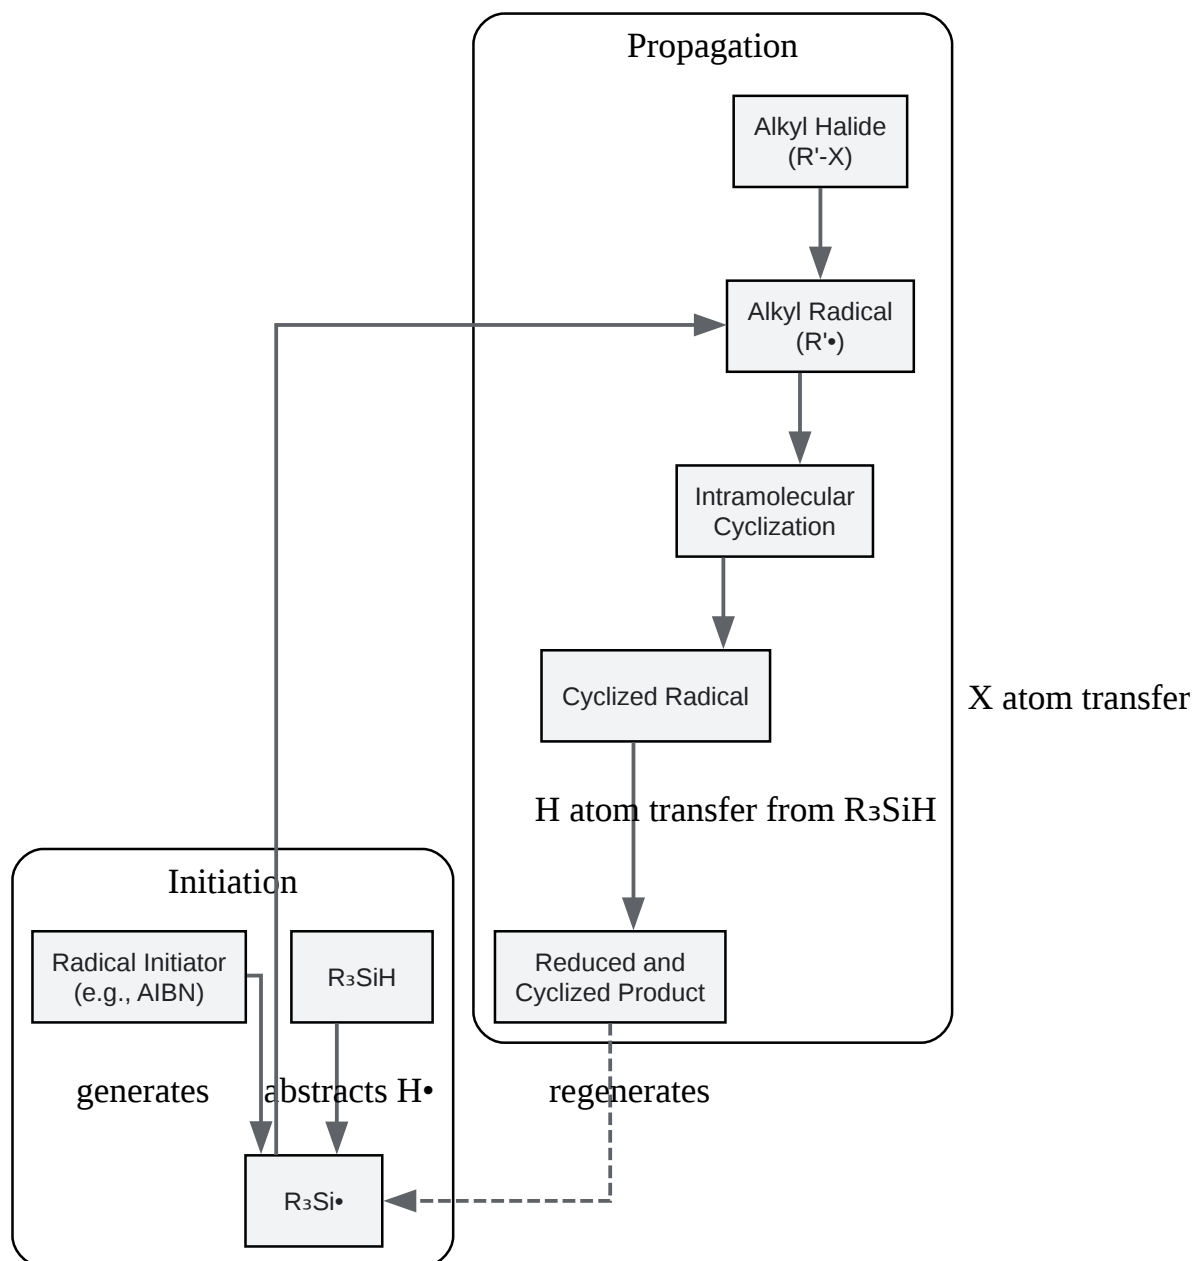 Propagation
Alkyl Halide
(R'-X)
Alkyl Radical
(R'•)
Intramolecular
Cyclization
Cyclized Radical
X atom transfer
H atom transfer from R₃SiH
Initiation
Radical Initiator
(e.g., AIBN)
R₃SiH
Reduced and
Cyclized Product
generates
abstracts H•
regenerates
R₃Si•